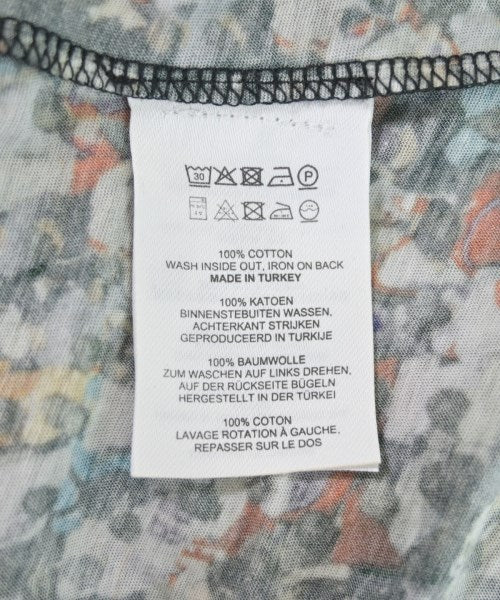 30 P
100% COTTON
WASH INSIDE OUT, IRON ON BACK
MADE IN TURKEY
100% KATOEN
BINNENSTEBUITEN WASSEN,
ACHTERKANT STRIJKEN
GEPRODUCEERD IN TURKIJE
100% BAUMWOLLE
ZUM WASCHEN AUF LINKS DREHEN.
AUF DER RÜCKSEITE BÜGELN
HERGESTELLT IN DER TÜRKEI
100% COTON
LAVAGE ROTATION À GAUCHE.
REPASSER SUR LE DOS